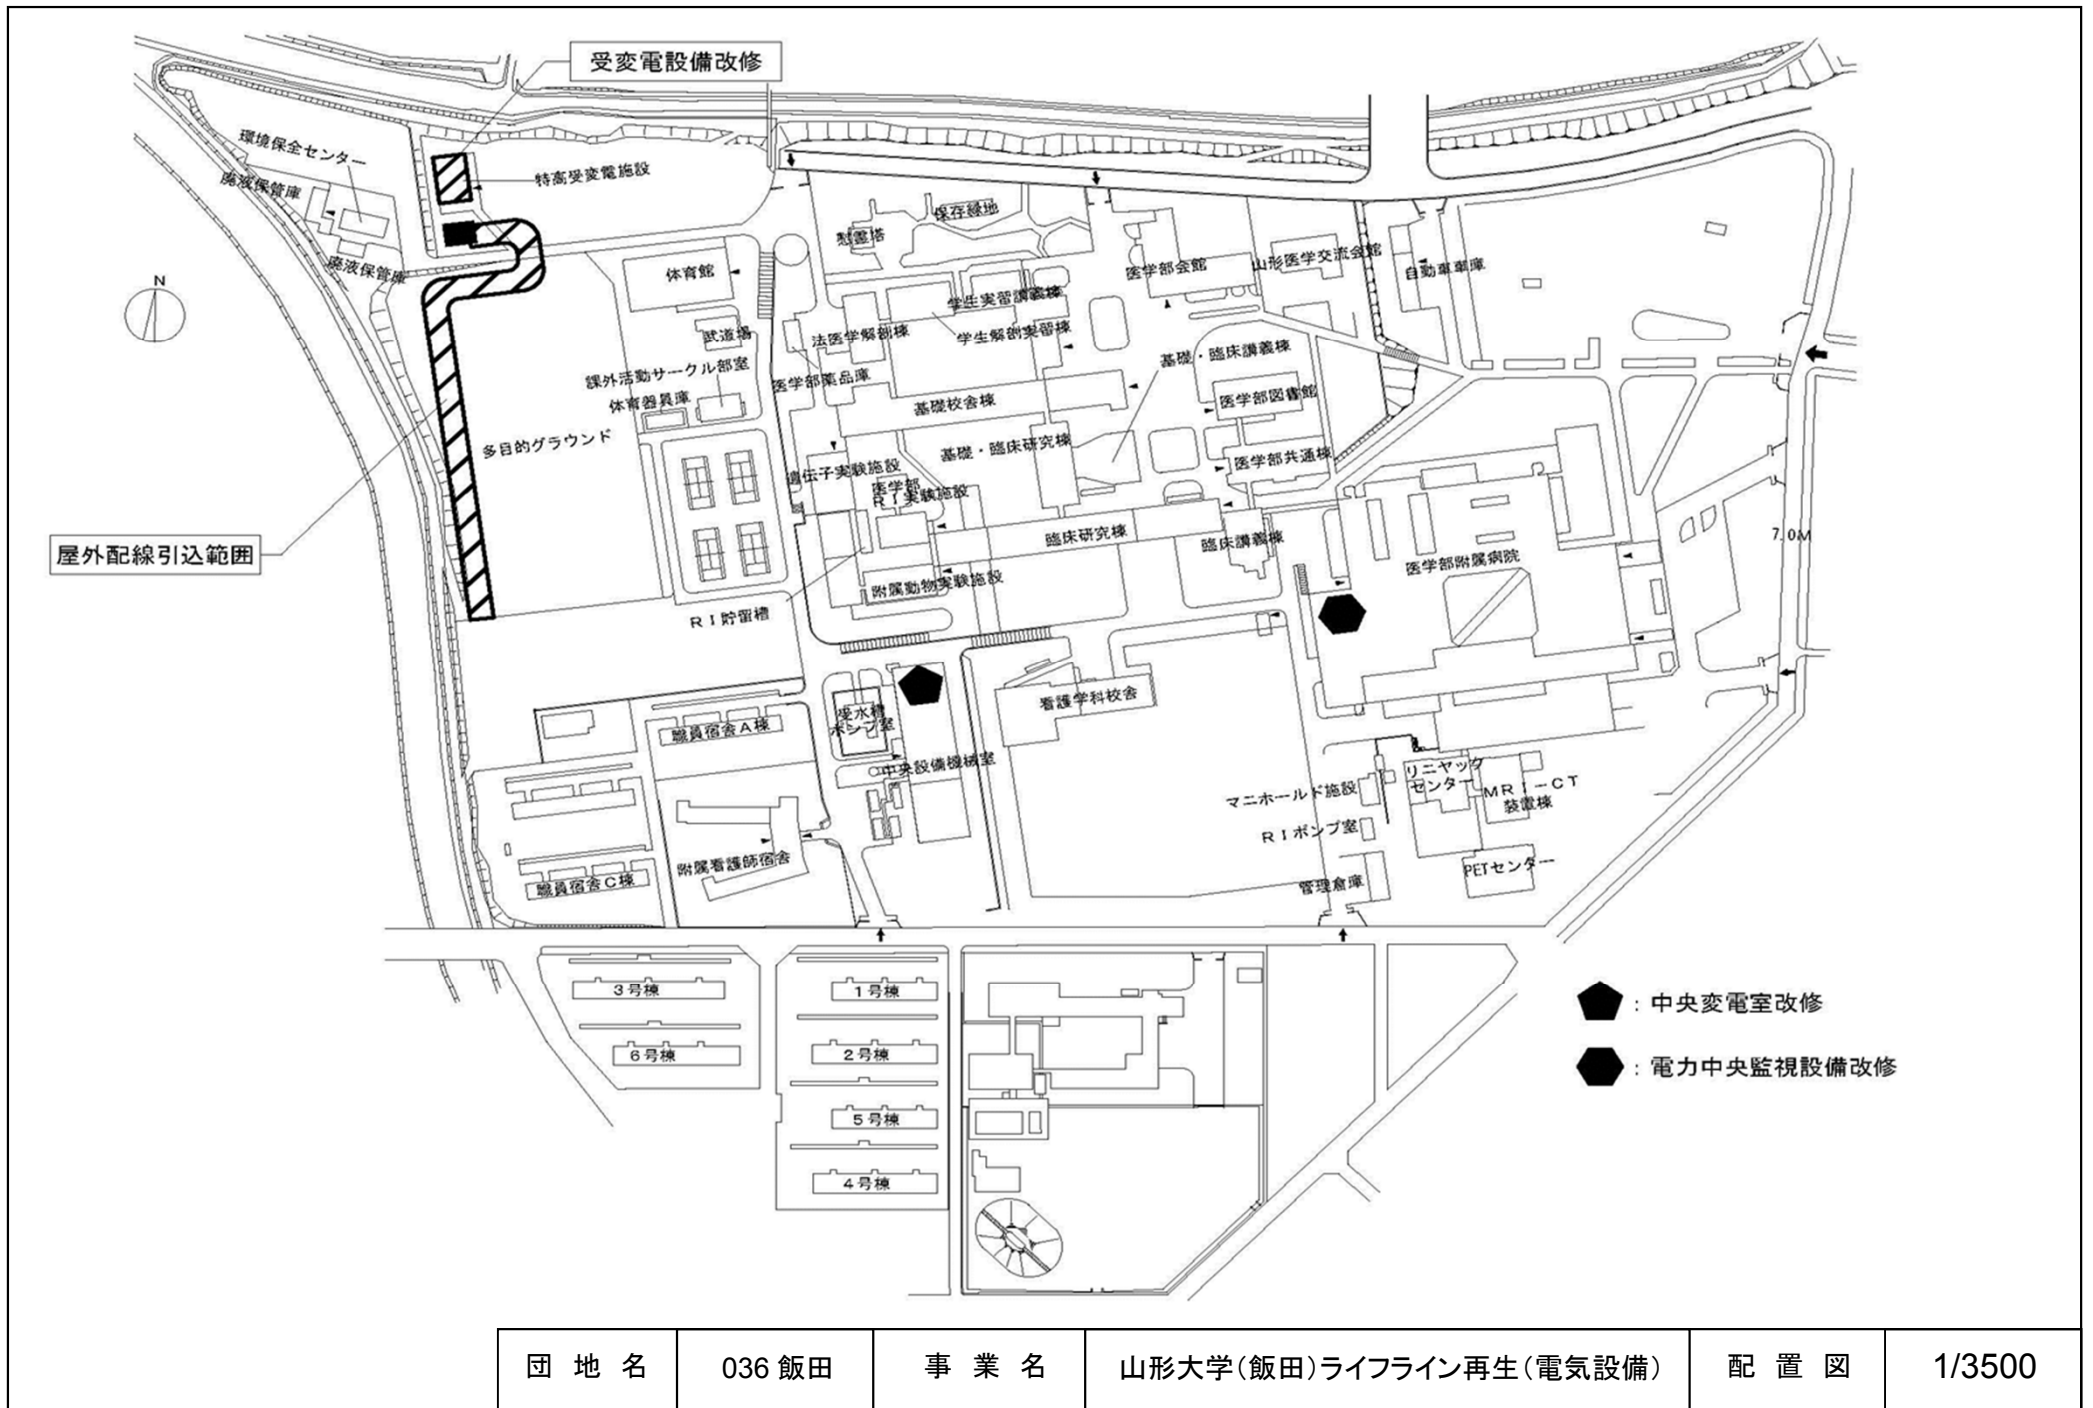 受変電設備改修
環境保全センター
廃液保管庫
特高受変電施設
保存緑地
慰霊塔
廃液保管庫
体育館
医学部会館
山形医学交流会館
自動車車庫
N
学生実習講義棟
武道場
法医学解剖棟
学生解剖実習棟
基礎・臨床講義棟
課外活動サークル部室
医学部薬品庫
体育器具庫
基礎校舎棟
医学部図書館
多目的グラウンド
基礎・臨床研究棟
医学部共通棟
遺伝子実験施設
医学部
RI実験施設
屋外配線引込範囲
臨床研究棟
臨床講義棟
7.0M
医学部附属病院
附属動物実験施設
RI貯留槽
看護学科校舎
受水槽
ポンプ室
職員宿舎A棟
中央設備機械室
リニヤック
センター
マニホールド施設
MRI-CT
装置棟
RIポンプ室
附属看護師宿舎
PETセンター
職員宿舎C棟
管理倉庫
3号棟
1号棟
:中央変電室改修
6号棟
2号棟
:電力中央監視設備改修
5号棟
4号棟
団地名 036 飯田 事業名 山形大学(飯田)ライフライン再生(電気設備) 配置図 1/3500